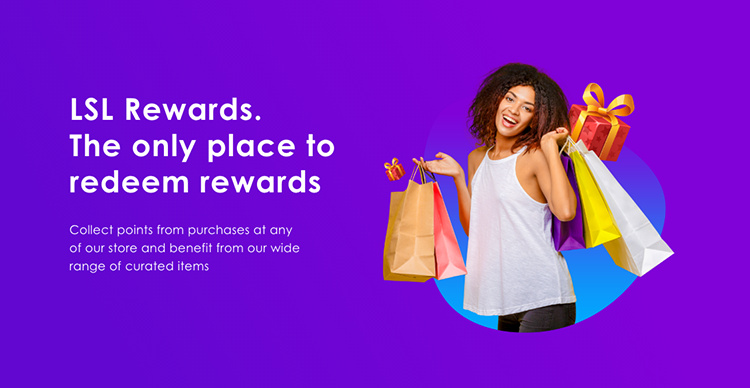 LSL Rewards.
The only place to
redeem rewards
Collect points from purchases at any
of our store and benefit from our wide
range of curated items